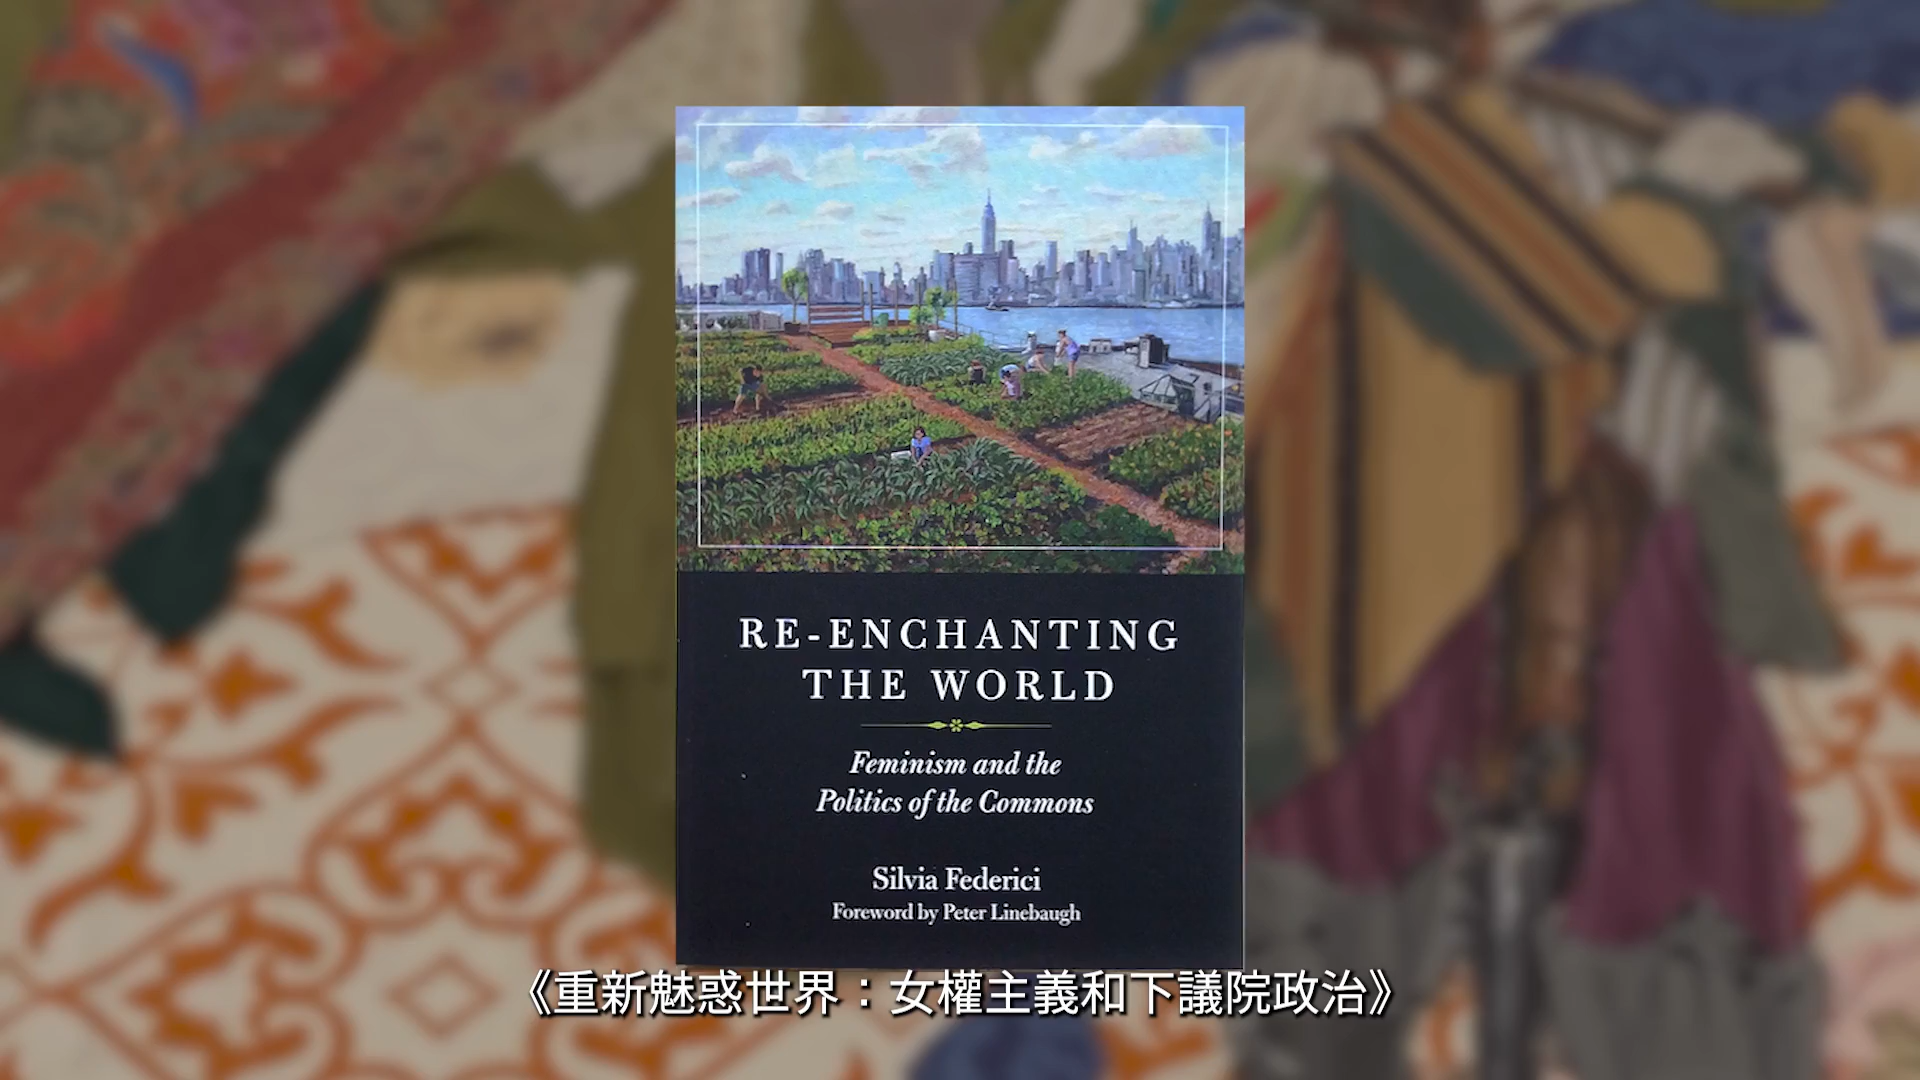 RE-ENCHANTING
THE WORLD
Feminism and the
Politics of the Commons
Silvia Federici
Foreword by Peter Linebaugh
《重新魅惑世界：女權主義和下議院政治》